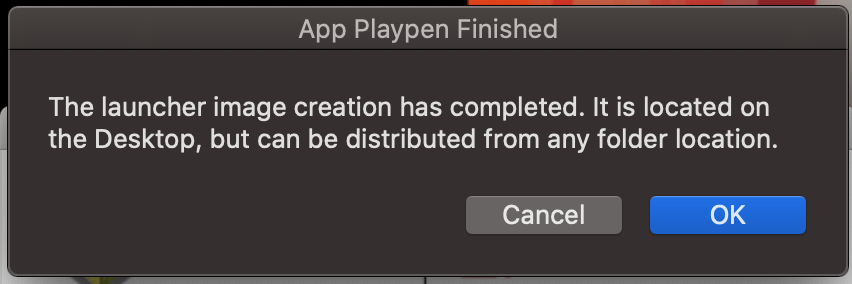 App Playpen Finished
The launcher image creation has completed. It is located on
the Desktop, but can be distributed from any folder location.
Cancel
OK